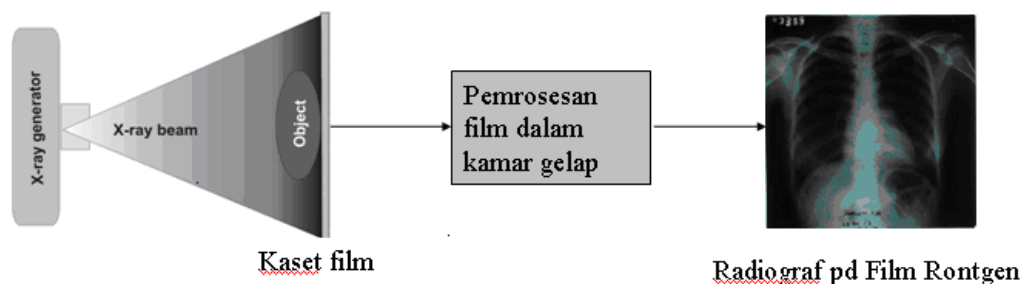 X-ray generator
X-ray beam
Object
Kaset film
Pemrosesan
film dalam
kamar gelap
Radiograf pd Film Rontgen